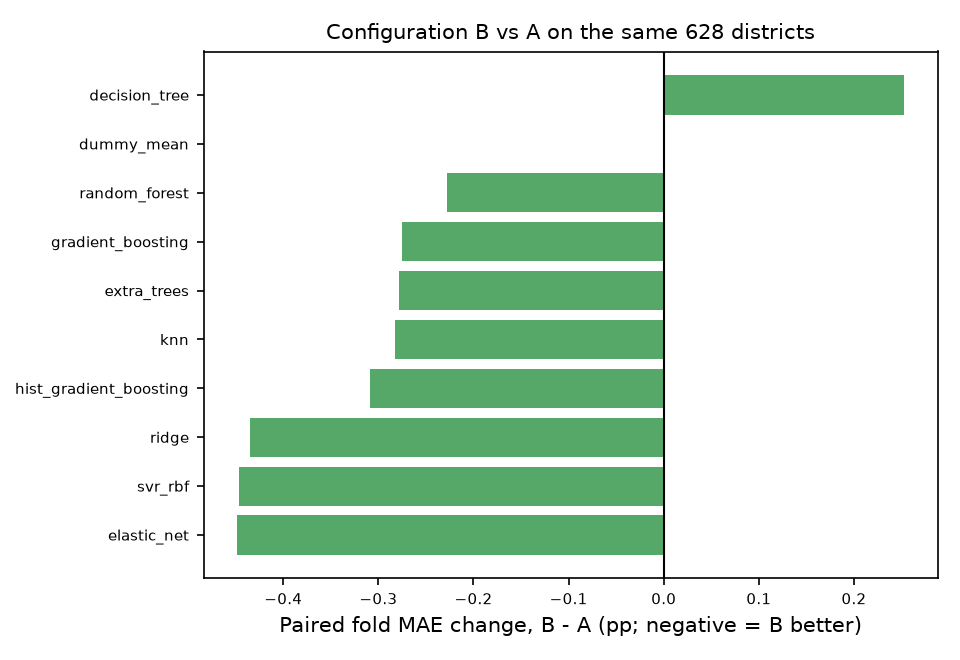 Configuration B vs A on the same 628 districts
decision_tree
dummy_mean
random_forest
gradient_boosting
extra_trees
knn
hist_gradient_boosting
ridge
svr_rbf
elastic_net
−0.4 −0.3 −0.2 −0.1 0.0 0.1 0.2
Paired fold MAE change, B - A (pp; negative = B better)